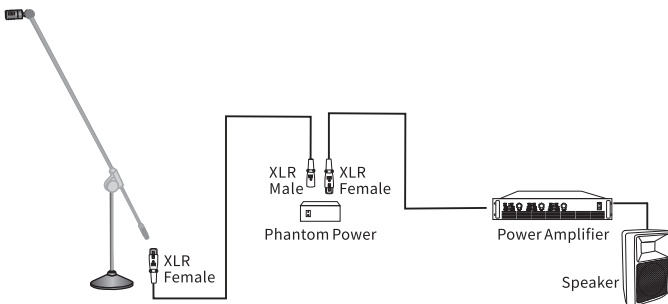 XLR
Male
XLR
Female
Phantom Power
Power Amplifier
XLR
Female
Speaker